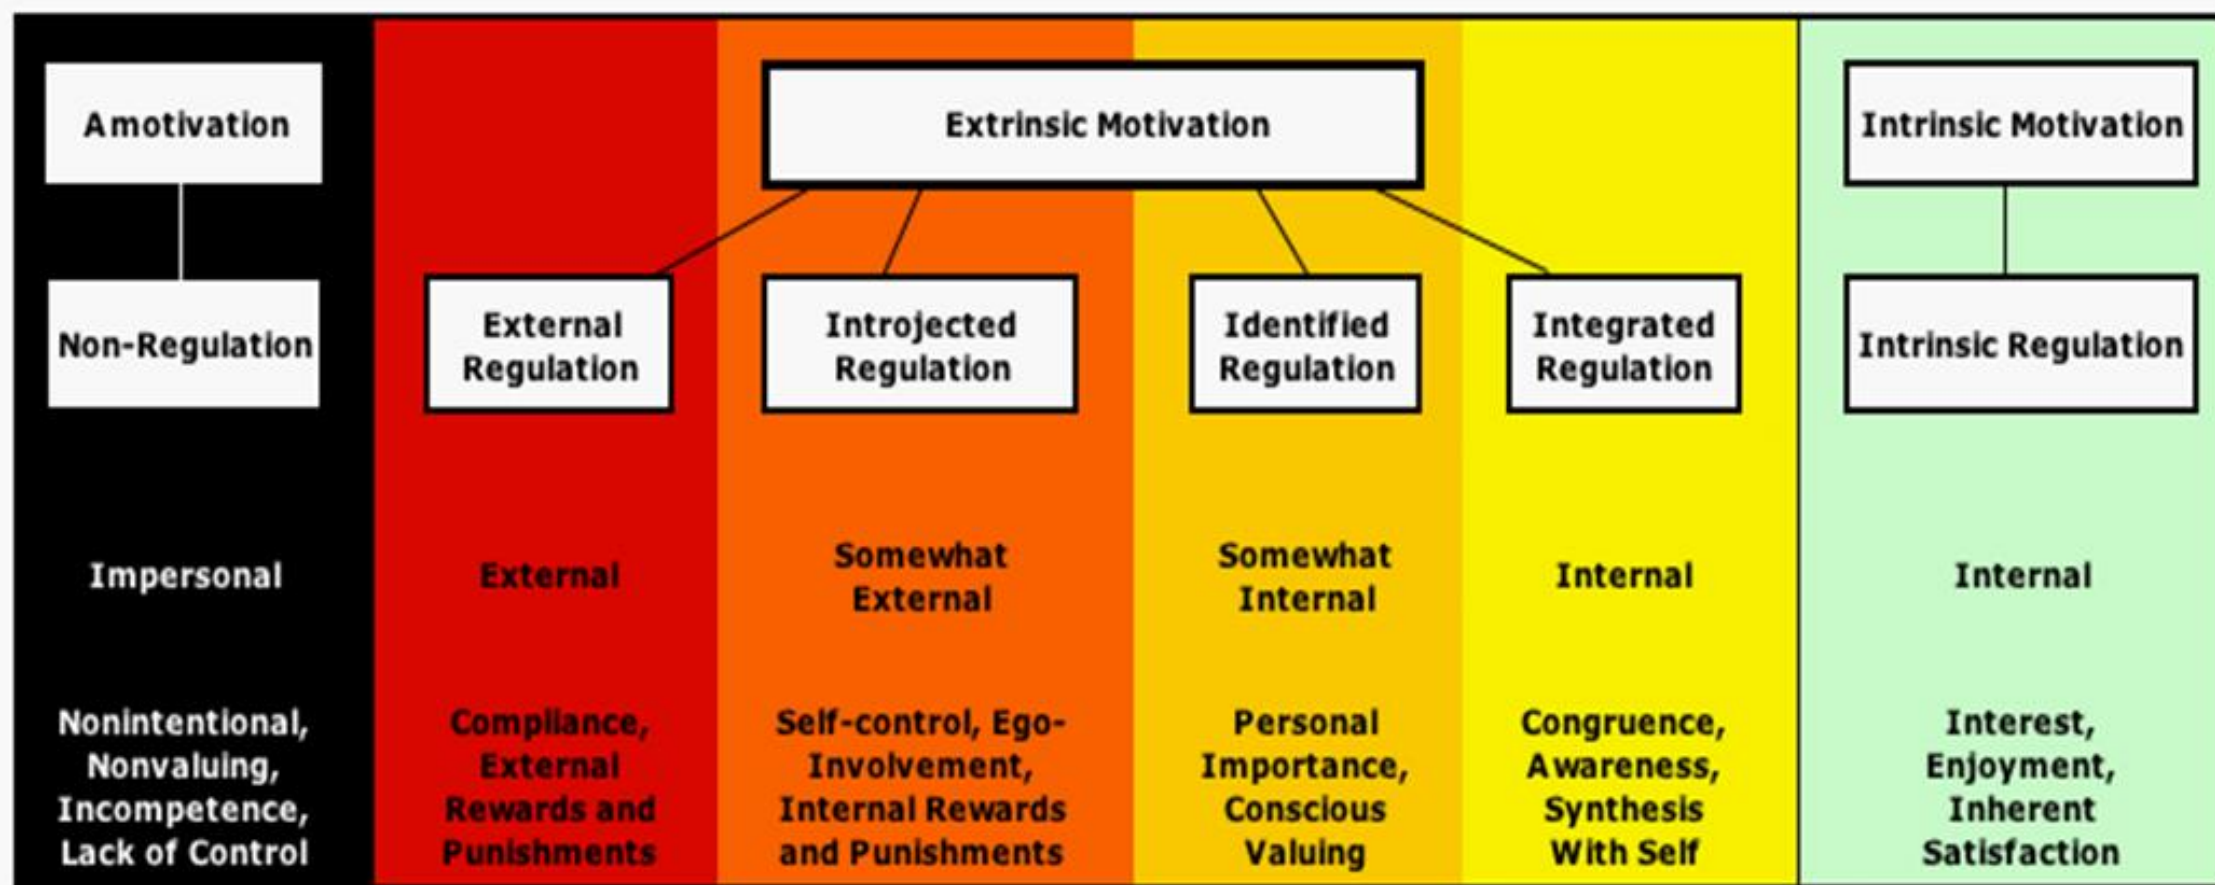 Amotivation
Extrinsic Motivation
Intrinsic Motivation
Non-Regulation
External
Regulation
Introjected
Regulation
Identified
Regulation
Integrated
Regulation
Intrinsic Regulation
Impersonal
External
Somewhat
External
Somewhat
Internal
Internal
Internal
Nonintentional,
Nonvaluing,
Incompetence,
Lack of Control
Compliance,
External
Rewards and
Punishments
Self-control, Ego-
Involvement,
Internal Rewards
and Punishments
Personal
Importance,
Conscious
Valuing
Congruence,
Awareness,
Synthesis
With Self
Interest,
Enjoyment,
Inherent
Satisfaction